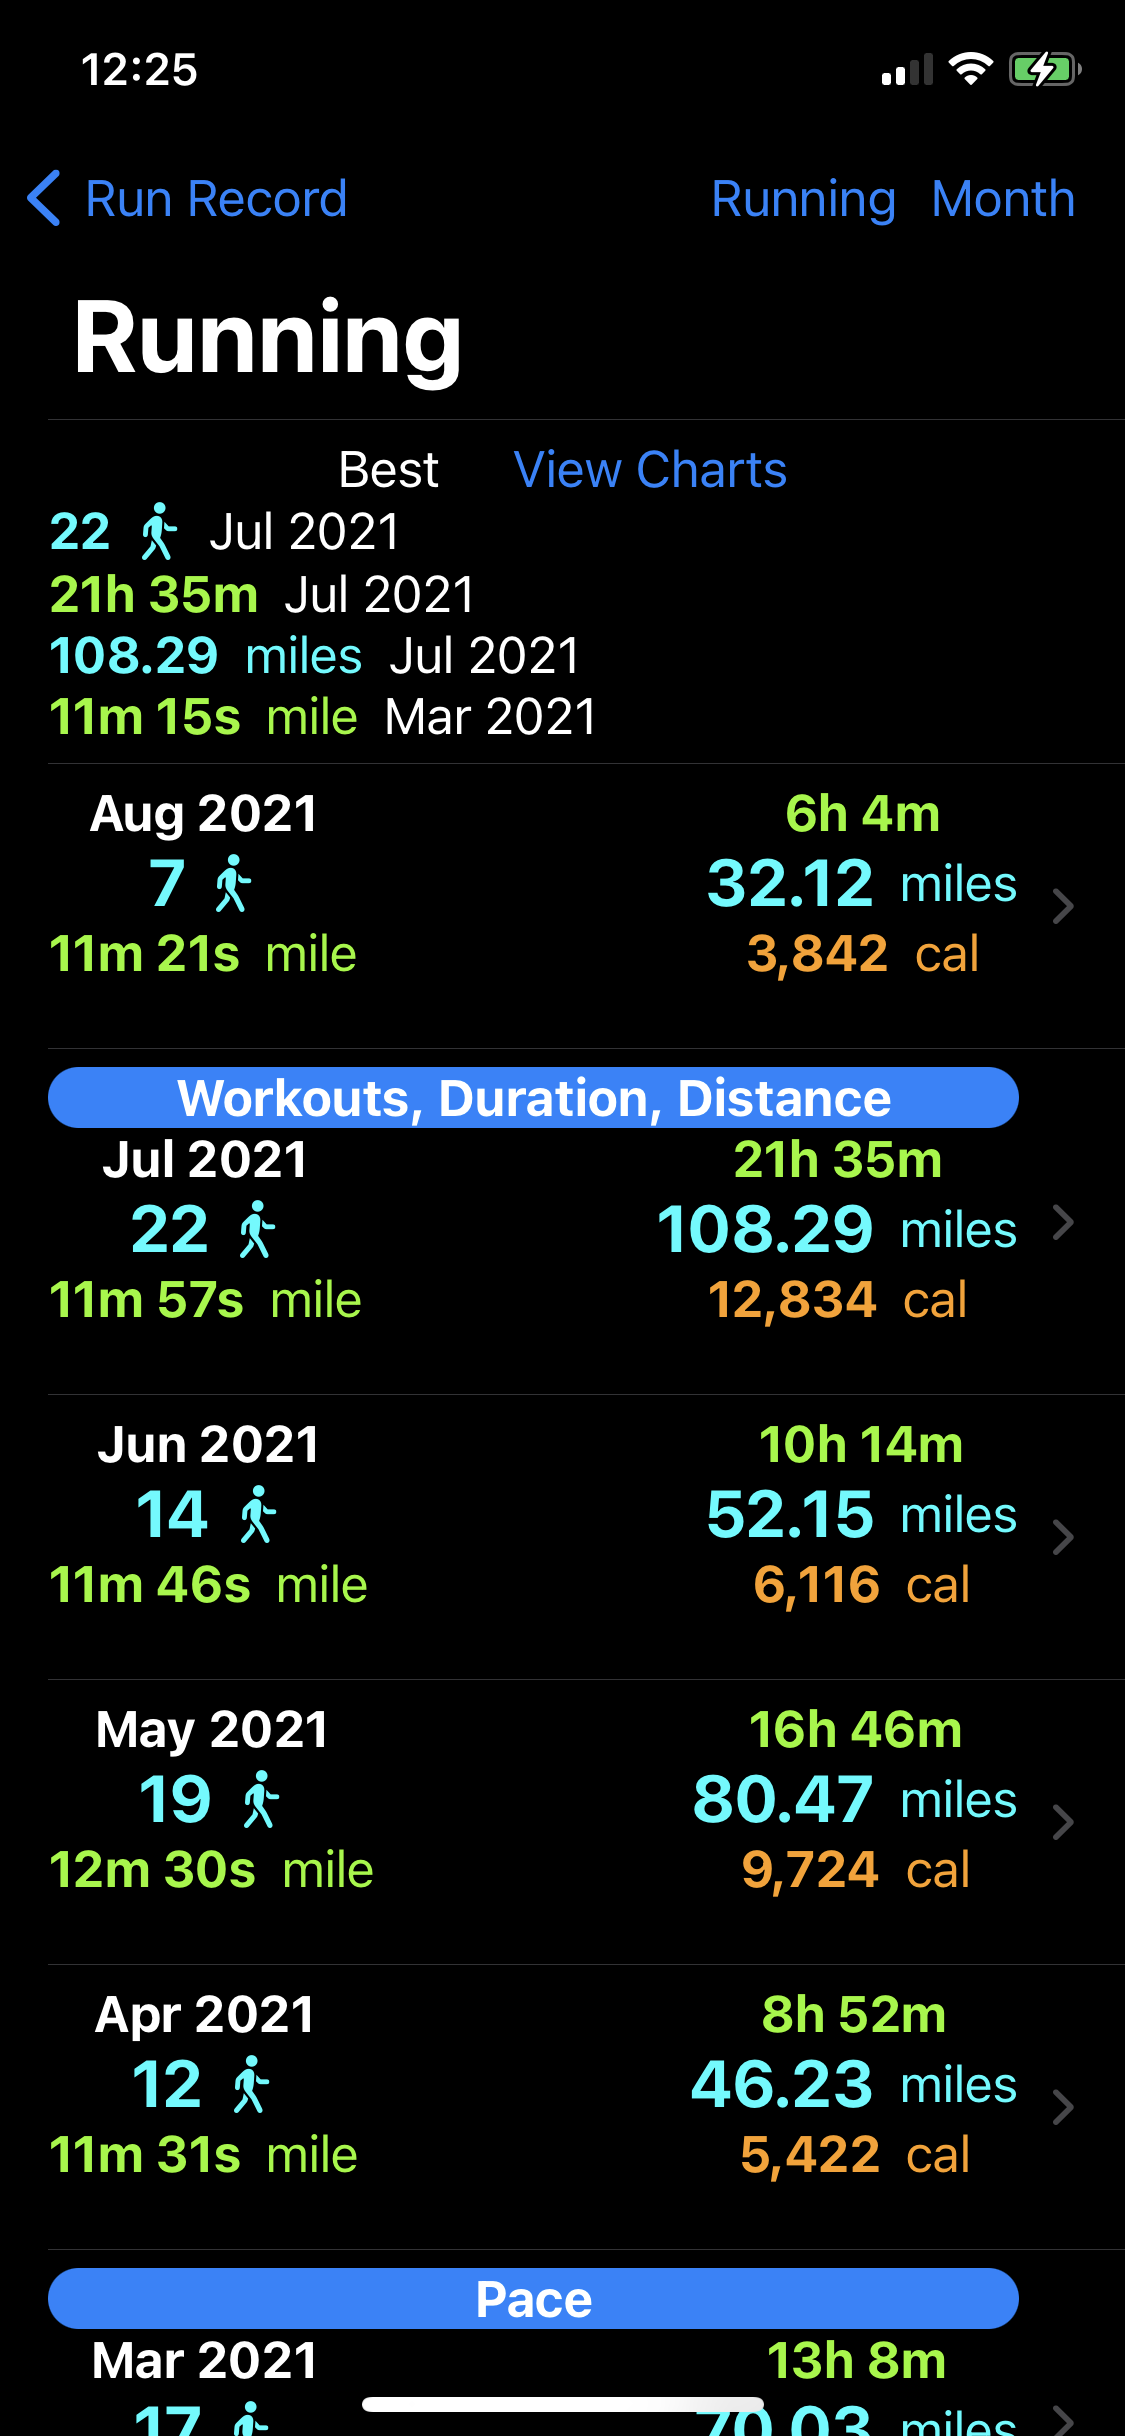 12:25
Run Record Running Month
Running
Best View Charts
22 Jul 2021
21h 35m Jul 2021
108.29 miles Jul 2021
11m 15s mile Mar 2021
Aug 2021 6h 4m
7 32.12 miles
11m 21s mile 3,842 cal
Workouts, Duration, Distance
Jul 2021 21h 35m
22 108.29 miles
11m 57s mile 12,834 cal
Jun 2021 10h 14m
14 52.15 miles
11m 46s mile 6,116 cal
May 2021 16h 46m
19 80.47 miles
12m 30s mile 9,724 cal
Apr 2021 8h 52m
12 46.23 miles
11m 31s mile 5,422 cal
Pace
Mar 2021 13h 8m
17 70.03 miles